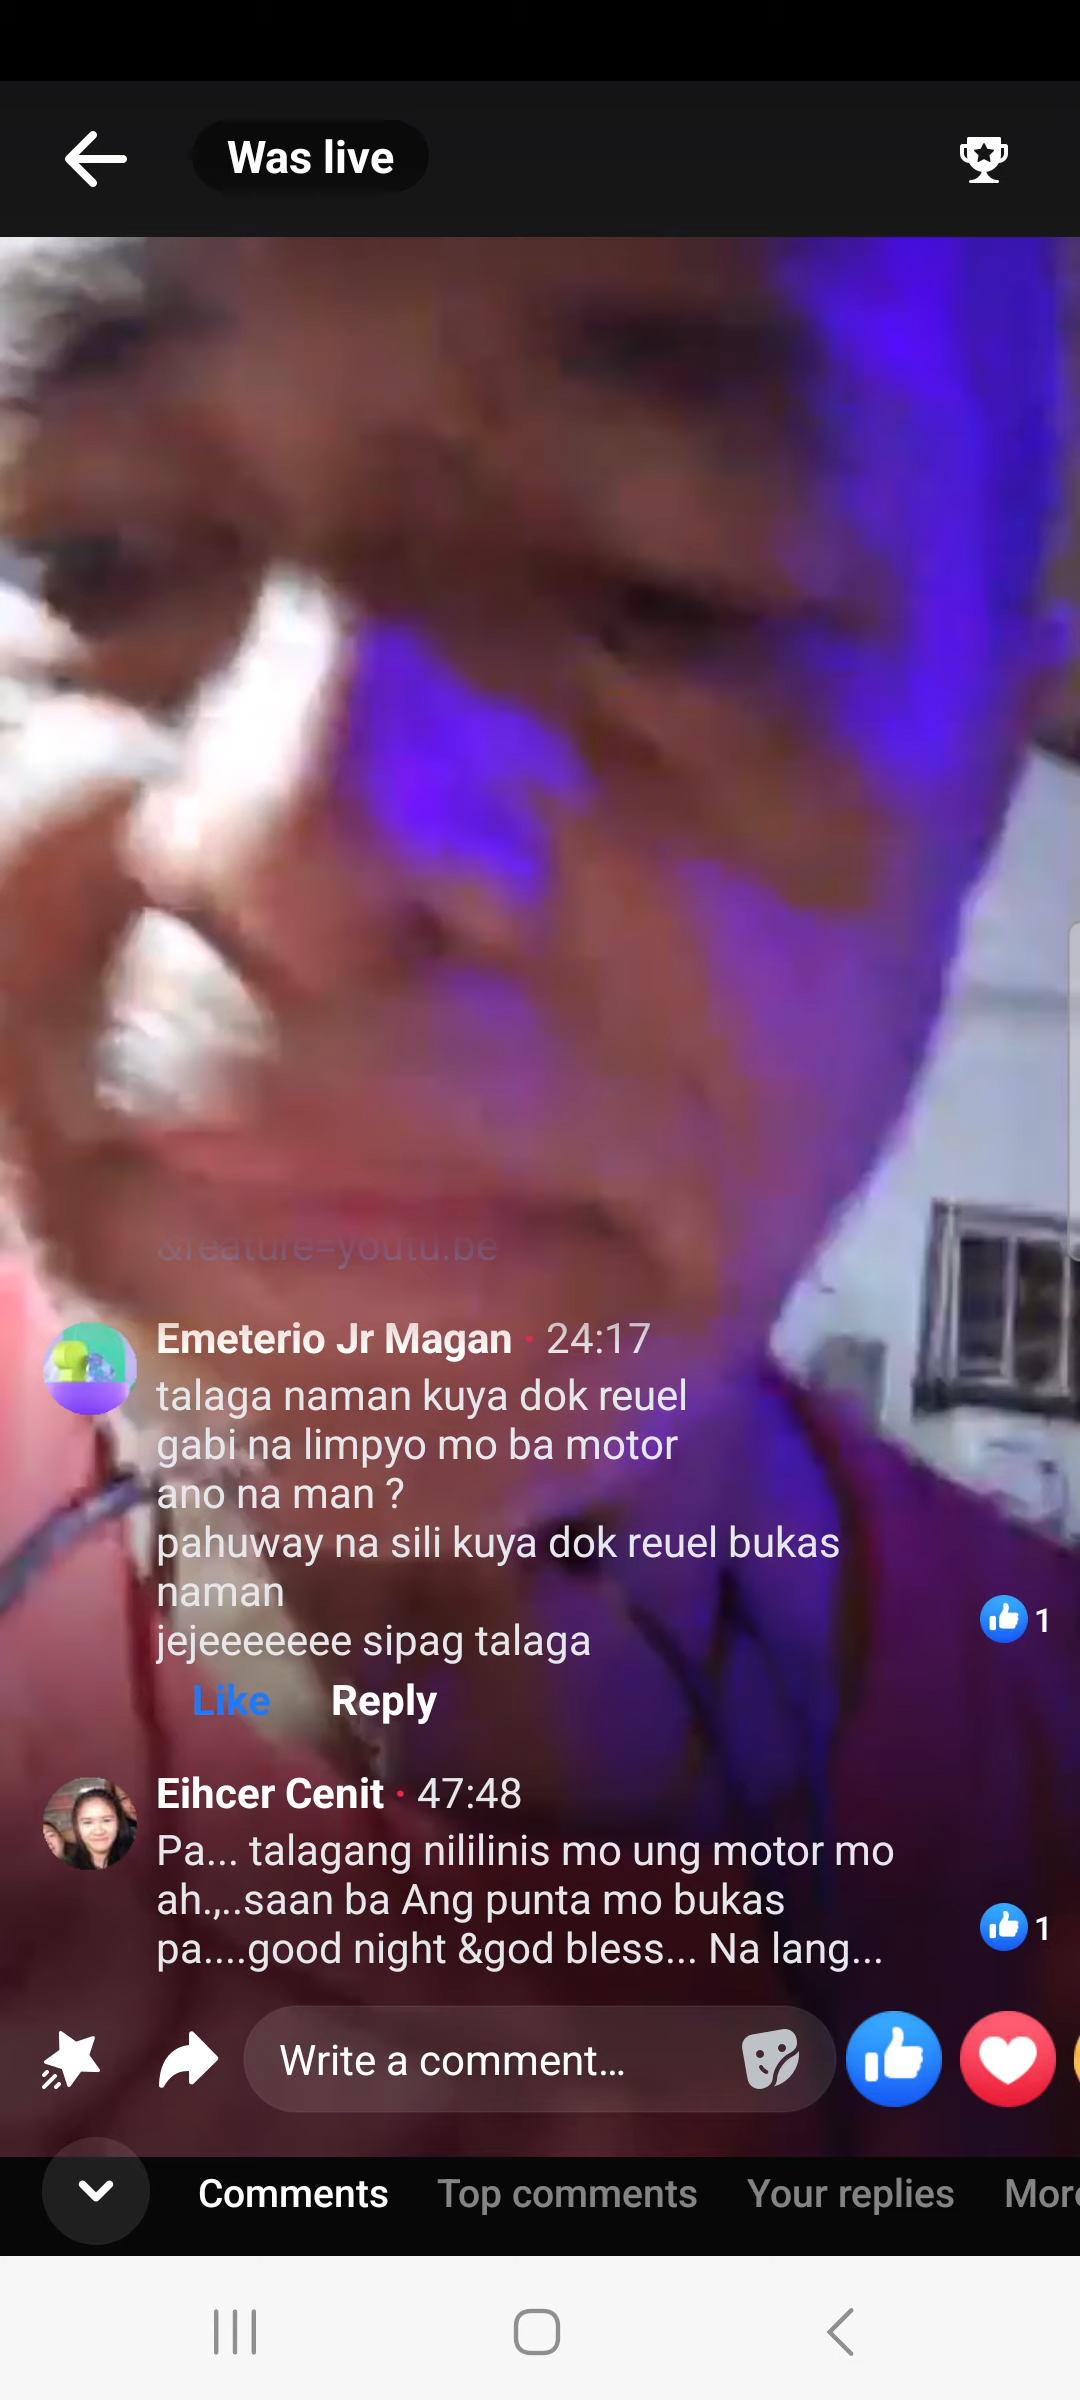 Was live
&feature=youtu.be
Emeterio Jr Magan · 24:17
talaga naman kuya dok reuel
gabi na limpyo mo ba motor
ano na man ?
pahuway na sili kuya dok reuel bukas
naman
jejeeeeeee sipag talaga
1
Like Reply
Eihcer Cenit · 47:48
Pa... talagang nililinis mo ung motor mo
ah.,..saan ba Ang punta mo bukas
pa....good night &god bless... Na lang...
1
Write a comment...
Comments Top comments Your replies More